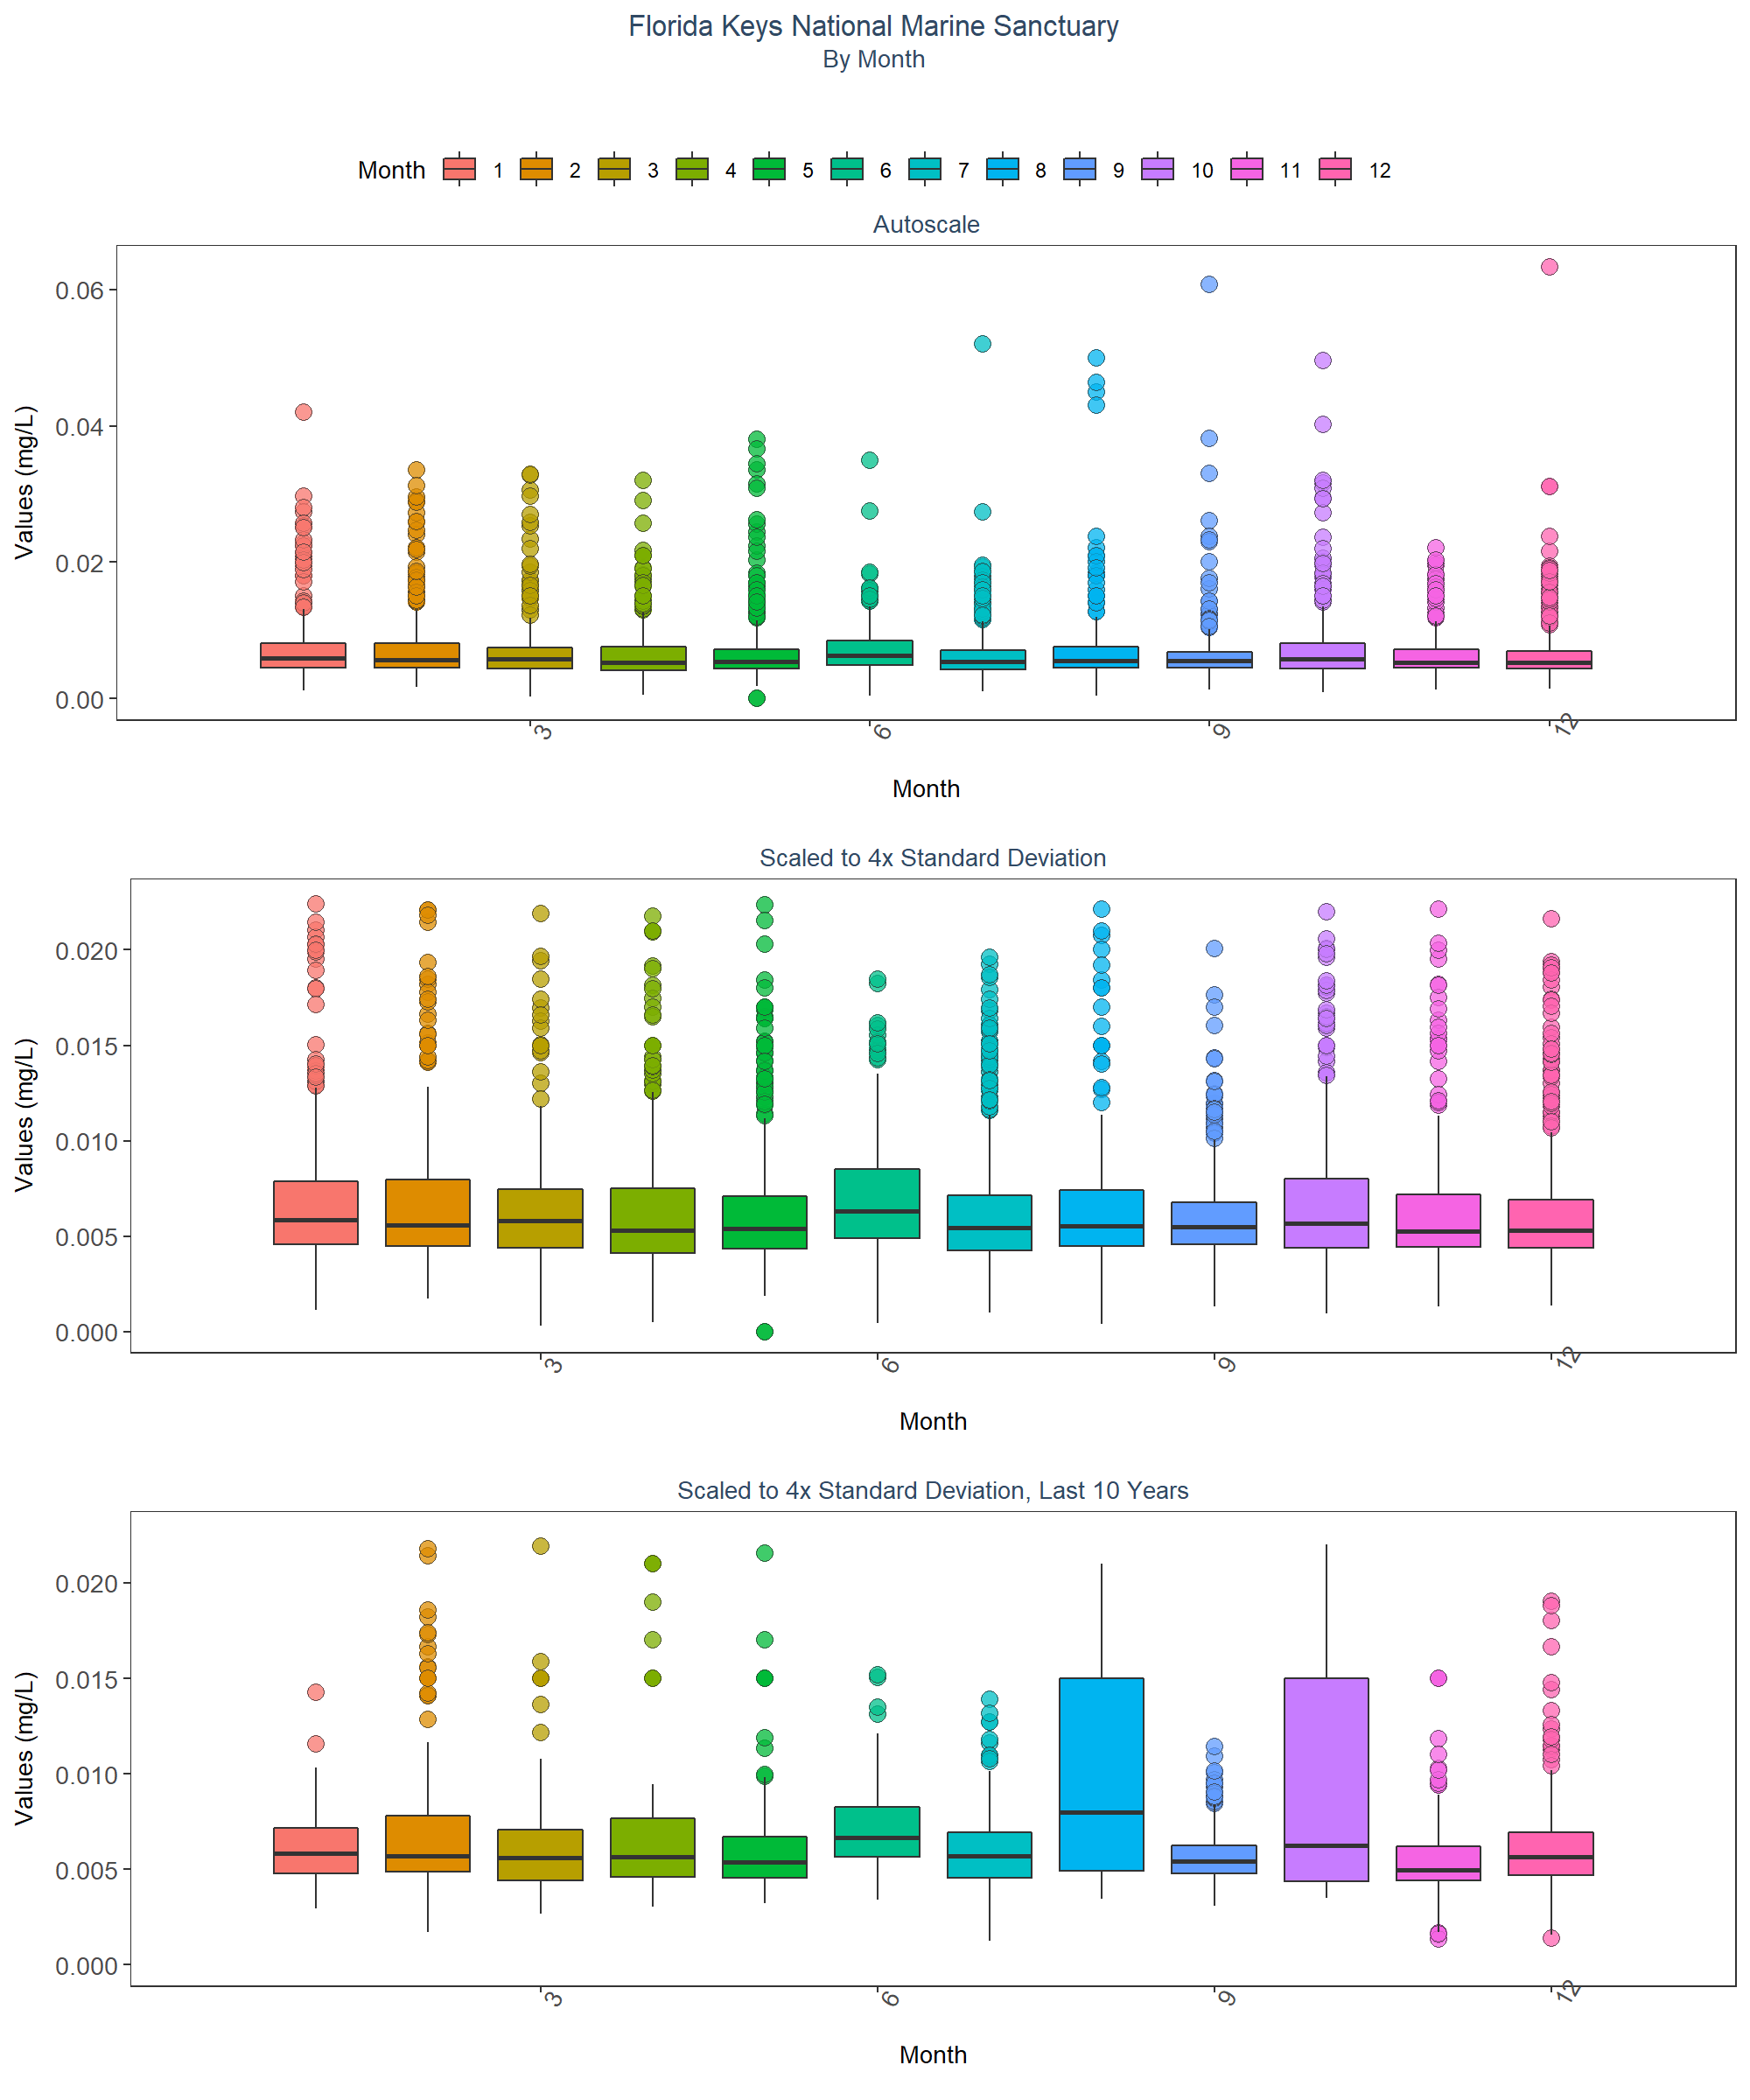 Florida Keys National Marine Sanctuary
By Month
Month 1 2 3 4 5 6 7 8 9 10 11 12
Autoscale
Values (mg/L)
0.06
0.04
0.02
0.00
3 6 9 12
Month
Scaled to 4x Standard Deviation
Values (mg/L)
0.020
0.015
0.010
0.005
0.000
3 6 9 12
Month
Scaled to 4x Standard Deviation, Last 10 Years
Values (mg/L)
0.020
0.015
0.010
0.005
0.000
3 6 9 12
Month